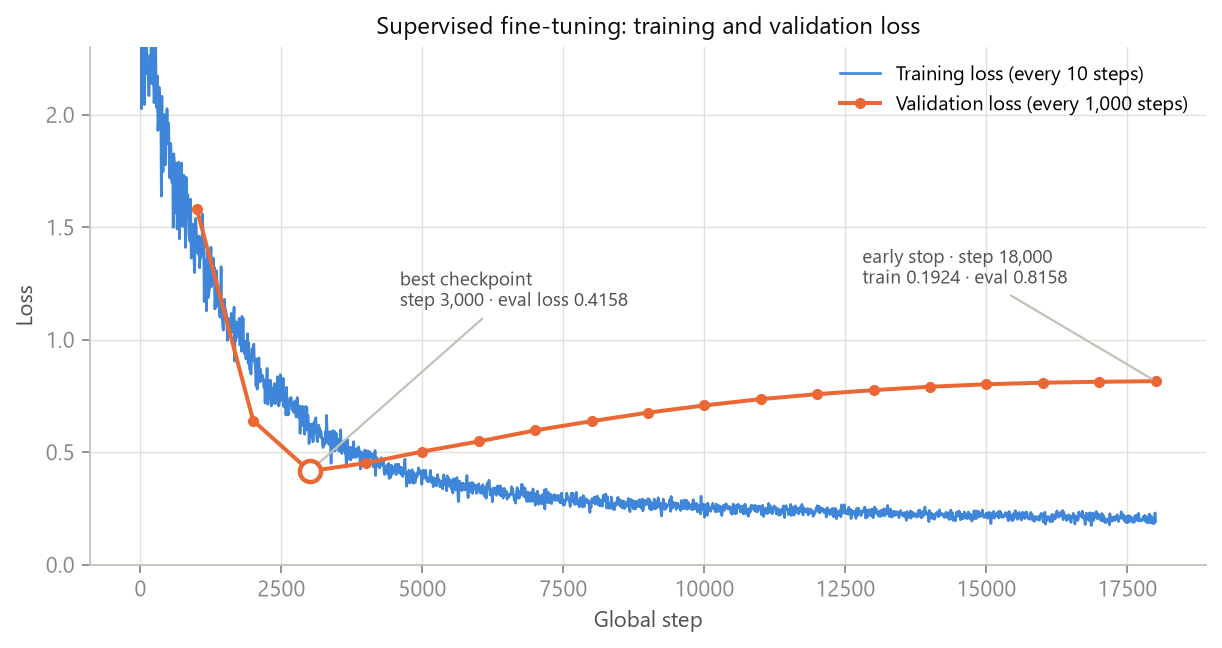 Supervised fine-tuning: training and validation loss
Training loss (every 10 steps)
Validation loss (every 1,000 steps)
2.0
1.5
1.0
0.5
0.0
Loss
early stop · step 18,000
train 0.1924 · eval 0.8158
best checkpoint
step 3,000 · eval loss 0.4158
0 2500 5000 7500 10000 12500 15000 17500
Global step